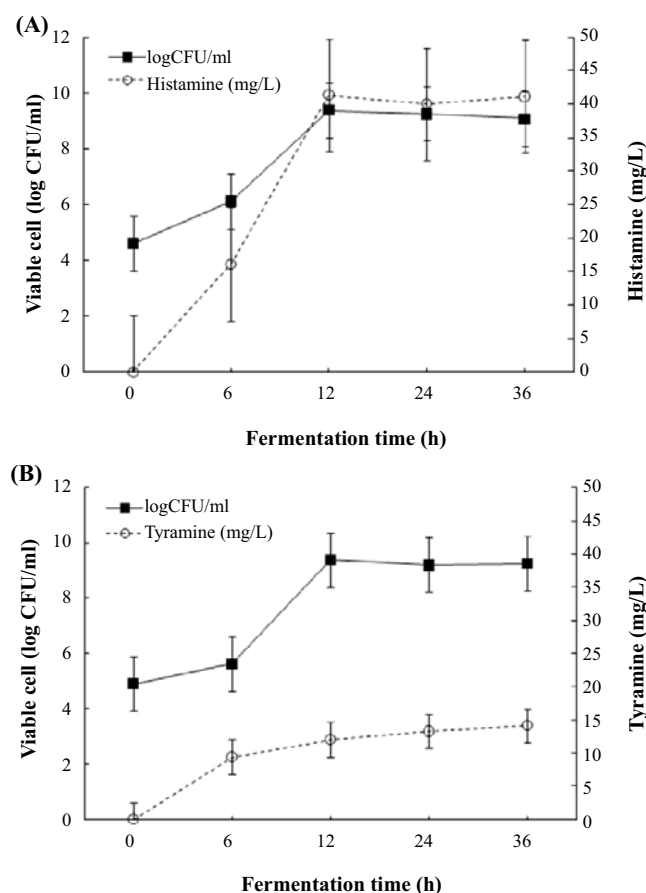 (A)
12
10
8
6
4
2
0
Viable cell (log CFU/ml)
logCFU/ml
Histamine (mg/L)
50
45
40
35
30
25
20
15
10
5
0
Histamine (mg/L)
0 6 12 24 36
Fermentation time (h)
(B)
12
10
8
6
4
2
0
Viable cell (log CFU/ml)
logCFU/ml
Tyramine (mg/L)
50
45
40
35
30
25
20
15
10
5
0
Tyramine (mg/L)
0 6 12 24 36
Fermentation time (h)